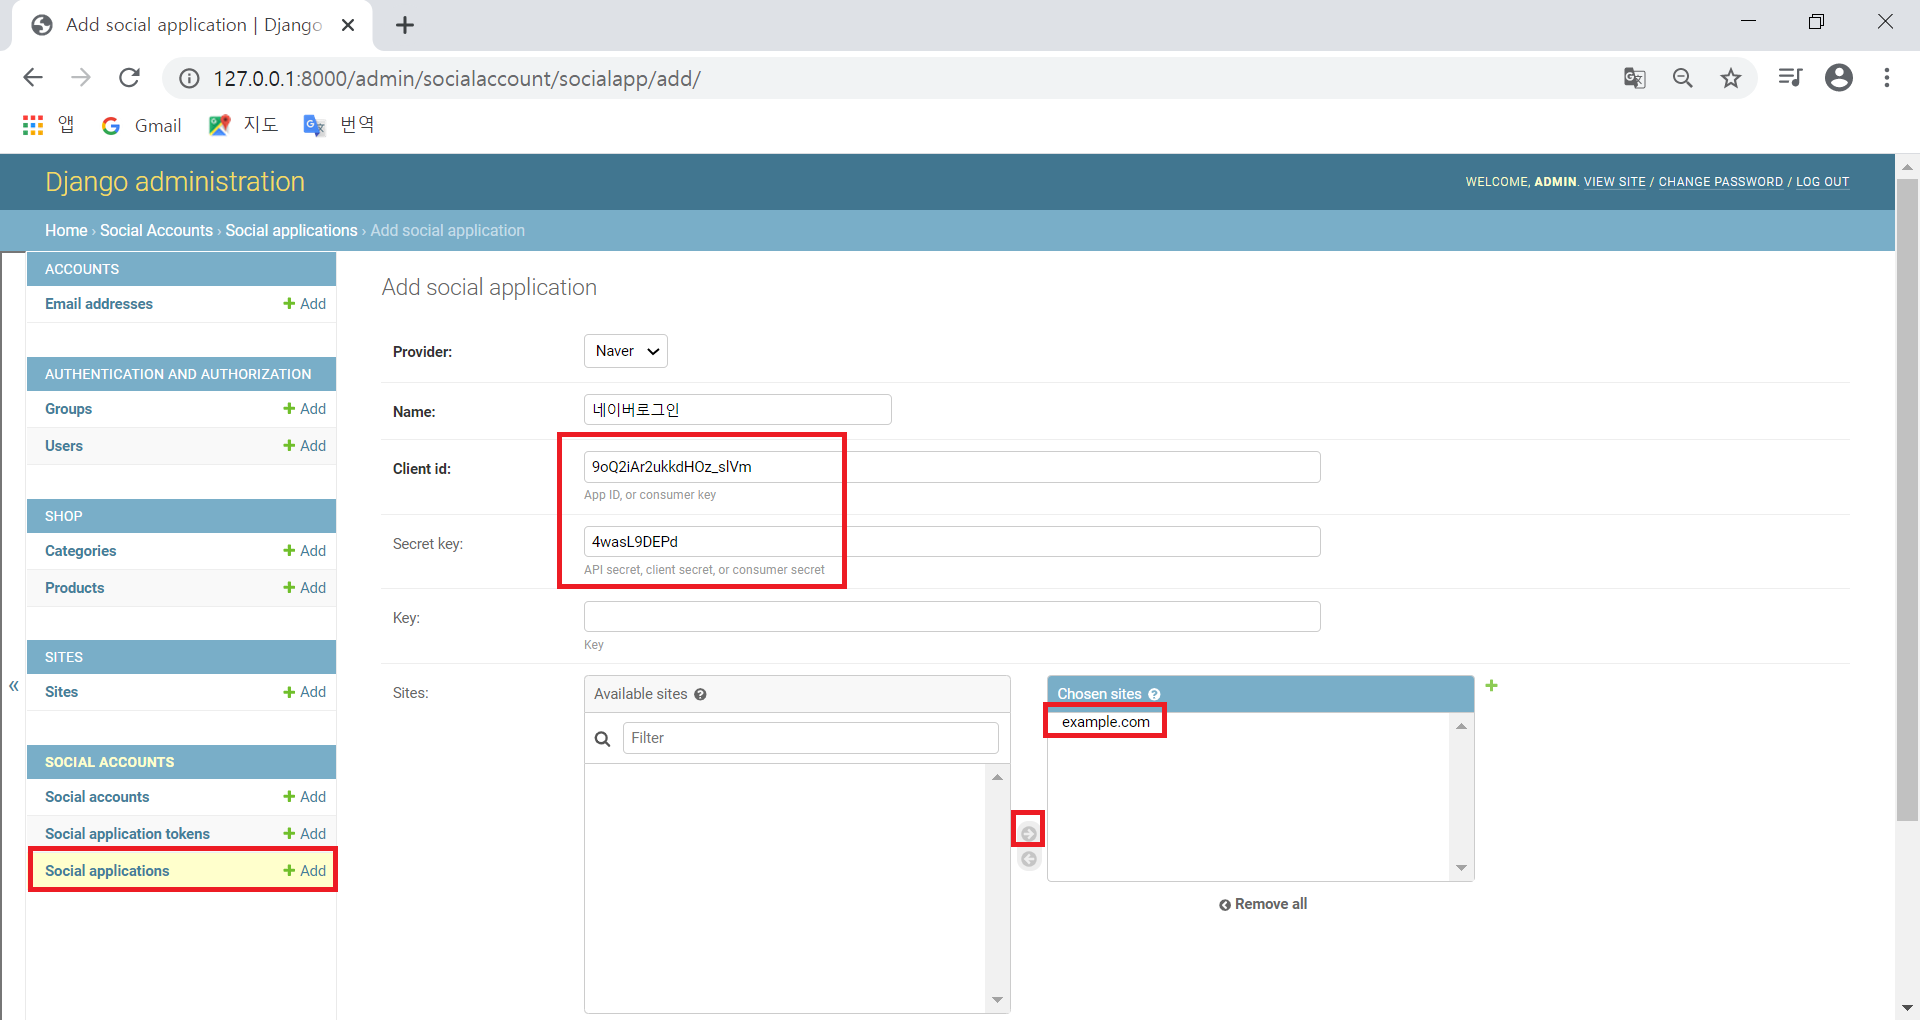 Add social application | Django
127.0.0.1:8000/admin/socialaccount/socialapp/add/
앱 Gmail 지도 번역
Django administration
WELCOME, ADMIN. VIEW SITE / CHANGE PASSWORD / LOG OUT
Home › Social Accounts › Social applications › Add social application
ACCOUNTS
Email addresses + Add
AUTHENTICATION AND AUTHORIZATION
Groups + Add
Users + Add
SHOP
Categories + Add
Products + Add
SITES
Sites + Add
SOCIAL ACCOUNTS
Social accounts + Add
Social application tokens + Add
Social applications + Add
«
Add social application
Provider: Naver
Name: 네이버로그인
Client id: 9oQ2iAr2ukkdHOz_slVm
App ID, or consumer key
Secret key: 4wasL9DEPd
API secret, client secret, or consumer secret
Key:
Key
Sites:
Available sites
Filter
Chosen sites
example.com
Remove all